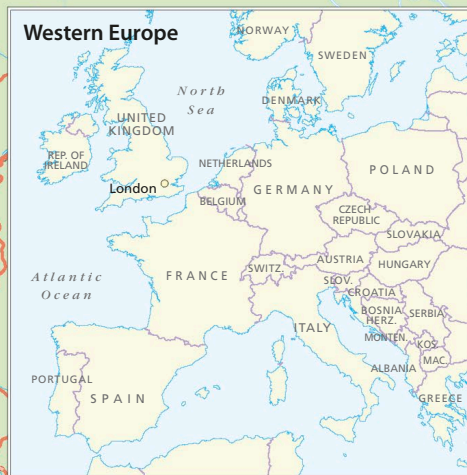 Western Europe
NORWAY
SWEDEN
North
Sea
DENMARK
UNITED
KINGDOM
REP. OF
IRELAND
NETHERLANDS
POLAND
London
GERMANY
BELGIUM
CZECH
REPUBLIC
SLOVAKIA
AUSTRIA
HUNGARY
Atlantic
Ocean
FRANCE
SWITZ.
SLOV.
CROATIA
BOSNIA
HERZ.
SERBIA
ITALY
MONTEN.
KOS.
MAC.
ALBANIA
PORTUGAL
SPAIN
GREECE